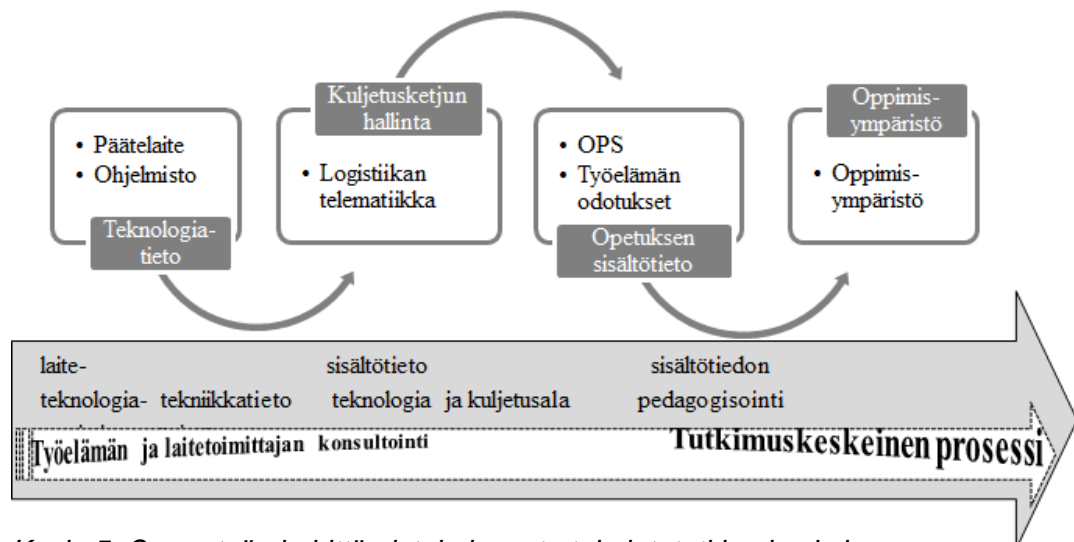 Kuljetusketjun
hallinta
Oppimis-
ympäristö
• Päätelaite
• Ohjelmisto
• Logistiikan
telematiikka
• OPS
• Työelämän
odotukset
• Oppimis-
ympäristö
Teknologia-
tieto
Opetuksen
sisältötieto
laite- sisältötieto sisältötiedon
teknologia- tekniikkatieto teknologia ja kuljetusala pedagogisointi
Työelämän ja laitetoimittajan konsultointi Tutkimuskeskeinen prosessi